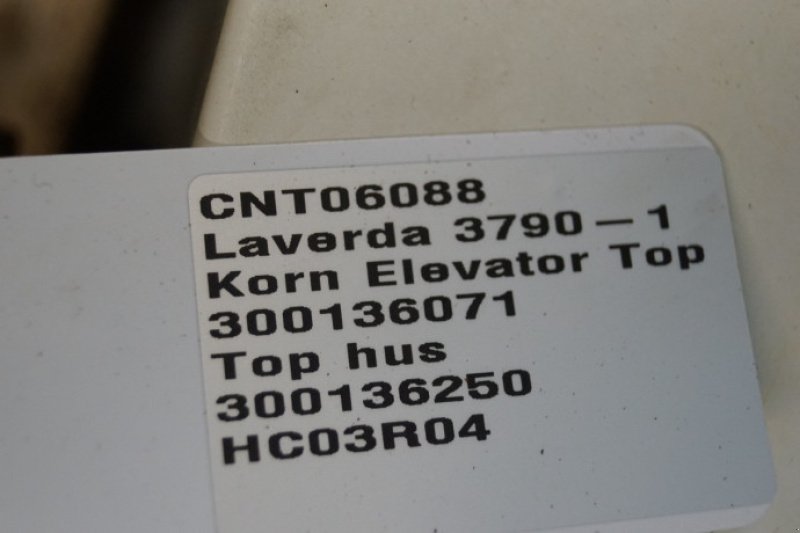 CNT06088
Laverda 3790-1
Korn Elevator Top
300136071
Top hus
300136250
HC03R04